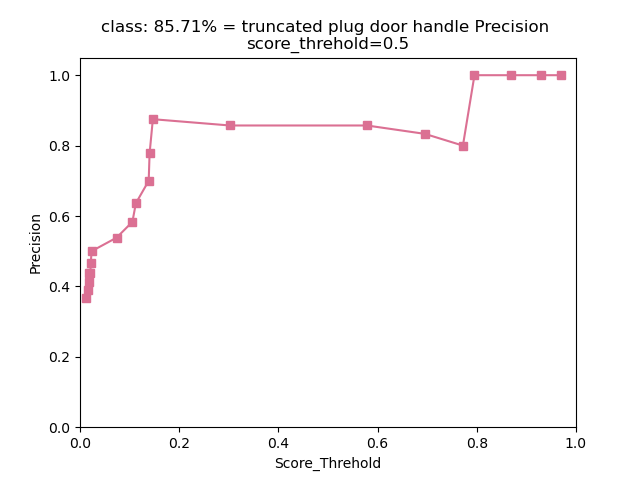 class: 85.71% = truncated plug door handle Precision
score_threhold=0.5
1.0
0.8
0.6
0.4
0.2
0.0
Precision
0.0 0.2 0.4 0.6 0.8 1.0
Score_Threhold